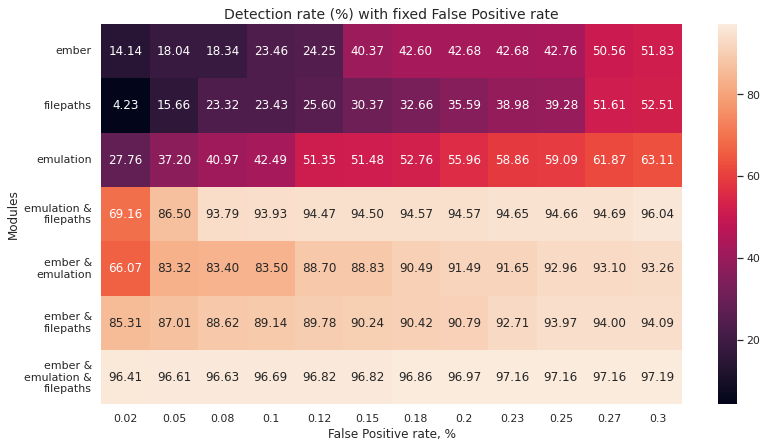 Detection rate (%) with fixed False Positive rate
ember 14.14 18.04 18.34 23.46 24.25 40.37 42.60 42.68 42.68 42.76 50.56 51.83
filepaths 4.23 15.66 23.32 23.43 25.60 30.37 32.66 35.59 38.98 39.28 51.61 52.51
emulation 27.76 37.20 40.97 42.49 51.35 51.48 52.76 55.96 58.86 59.09 61.87 63.11
emulation &
filepaths
69.16 86.50 93.79 93.93 94.47 94.50 94.57 94.57 94.65 94.66 94.69 96.04
ember &
emulation
66.07 83.32 83.40 83.50 88.70 88.83 90.49 91.49 91.65 92.96 93.10 93.26
ember &
filepaths
85.31 87.01 88.62 89.14 89.78 90.24 90.42 90.79 92.71 93.97 94.00 94.09
ember &
emulation &
filepaths
96.41 96.61 96.63 96.69 96.82 96.82 96.86 96.97 97.16 97.16 97.16 97.19
0.02 0.05 0.08 0.1 0.12 0.15 0.18 0.2 0.23 0.25 0.27 0.3
False Positive rate, %
Modules
80
60
40
20